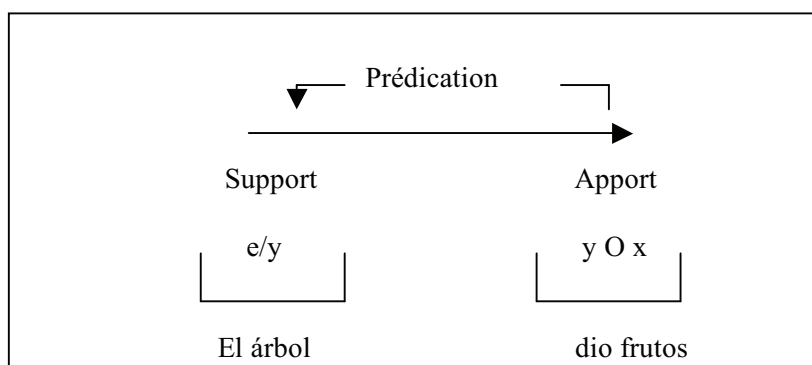 Prédication
Support Apport
e/y y O x
El árbol dio frutos